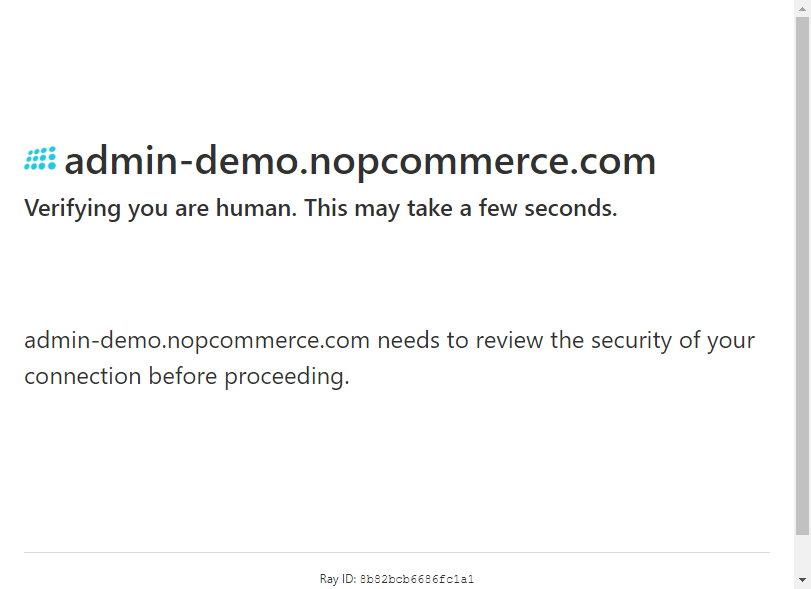 admin-demo.nopcommerce.com
Verifying you are human. This may take a few seconds.
admin-demo.nopcommerce.com needs to review the security of your
connection before proceeding.
Ray ID: 8b82bcb6686fc1a1